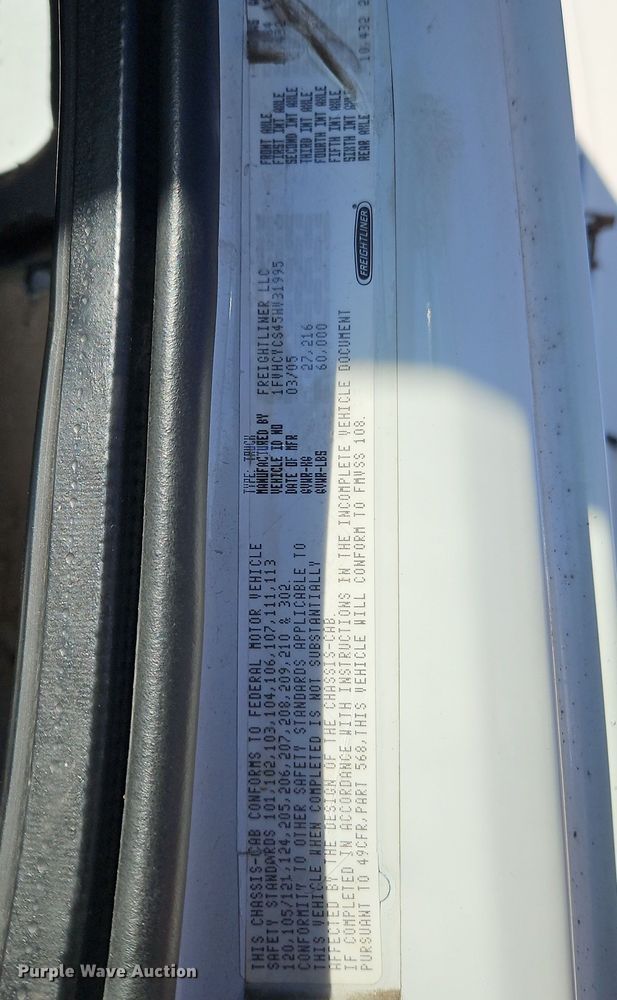 THIS CHASSIS-CAB CONFORMS TO FEDERAL MOTOR VEHICLE
SAFETY STANDARDS 101,102,103,104,106,107,111,113
120,105/121,124,205,206,207,208,209,210 & 302.
CONFORMITY TO OTHER SAFETY STANDARDS APPLICABLE TO
THIS VEHICLE WHEN COMPLETED IS NOT SUBSTANTIALLY
AFFECTED BY THE DESIGN OF THE CHASSIS-CAB.
IF COMPLETED IN ACCORDANCE WITH INSTRUCTIONS IN THE INCOMPLETE VEHICLE DOCUMENT
PURSUANT TO 49CFR,PART 568,THIS VEHICLE WILL CONFORM TO FMVSS 108.
TYPE: TRUCK
MANUFACTURED BY FREIGHTLINER LLC
VEHICLE ID NO 1FVHCYCS45HV31995
DATE OF MFR 03/05
GVWR-KG 27,216
GVWR-LBS 60,000
FREIGHTLINER®
FRONT AXLE
FIRST INT AXLE
SECOND INT AXLE
THIRD INT AXLE
FOURTH INT AXLE
FIFTH INT AXLE
SIXTH INT AXLE
REAR AXLE 10,432
Purple Wave Auction